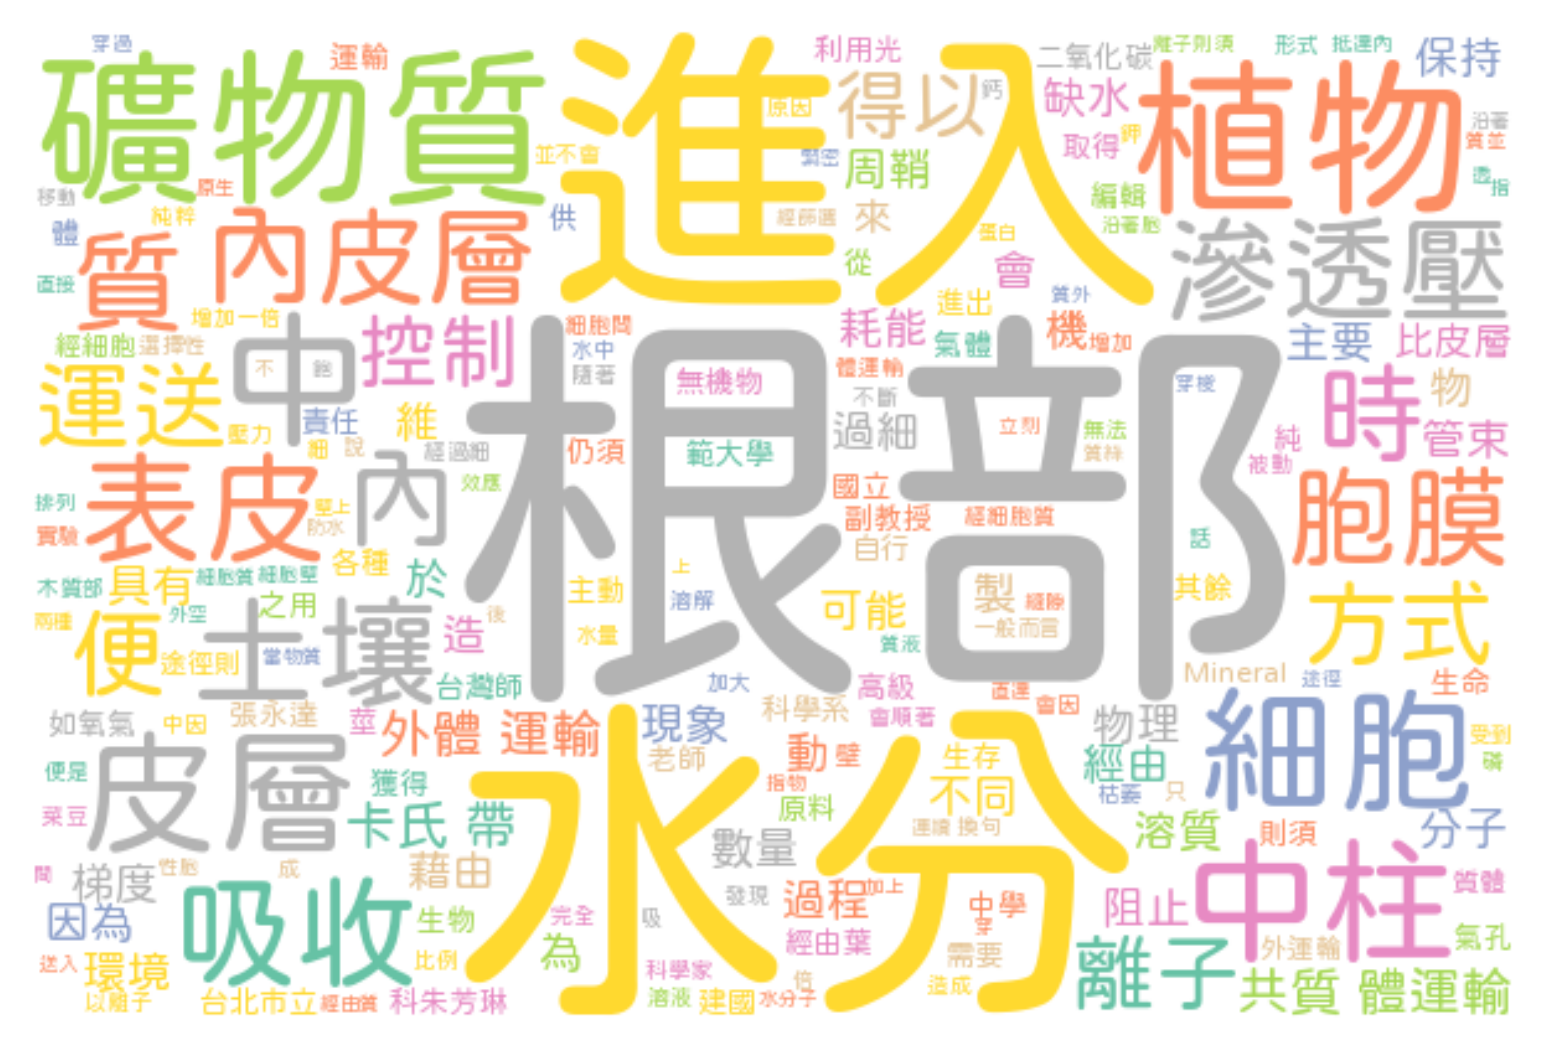 穿過
運輸
利用光
二氧化碳
離子則須
形式
抵達內
保持
礦物質
進入
原因
得以
鈣
缺水
植物
沿著
質並
並不會
緊密
周鞘
取得
鉀
透
指
移動
原生
純粹
編輯
體
質
內皮層
供
經篩選
來
蛋白
沿著胞
滲透壓
直接
從
會
增加一倍
進出
質外
經細胞
選擇性
中
控制
細胞間
水中
隨著
耗能
氣體
機
增加
主要
比皮層
運送
不
無機物
體運輸
不斷
穿梭
時
物
責任
維
壓力
細
說
經過細
根部
仍須
範大學
過細
立刻
無法
質絲
純
被動
管束
表皮
內
效應
國立
排列
壁上
防水
實驗
副教授
經細胞質
胞膜
各種
於
自行
話
木質部
具有
細胞質
細胞壁
之用
主動
上
溶解
可能
製
縫隙
一般而言
其餘
方式
兩種
外空
便
土壤
造
後
水量
質液
途徑則
當物質
台灣師
加大
高級
直達
會因
Mineral
途徑
生命
如氧氣
中因
張永達
莖
外體
運輸
現象
科學系
會順著
物理
細胞
受到
便是
皮層
獲得
老師
動
壁
生存
經由
磷
指物
不同
枯萎
只
菜豆
卡氏
帶
水分
原料
連續
換句
溶質
則須
分子
數量
間
梯度
性胞
成
藉由
發現
過程
加上
中學
芽
阻止
中柱
質體
因為
吸收
生物
完全
吸
經由葉
需要
外運輸
氣孔
送入
環境
比例
為
科學家
倍
造成
離子
以離子
台北市立
經由質
科朱芳琳
溶液
建國
水分子
共質
體運輸